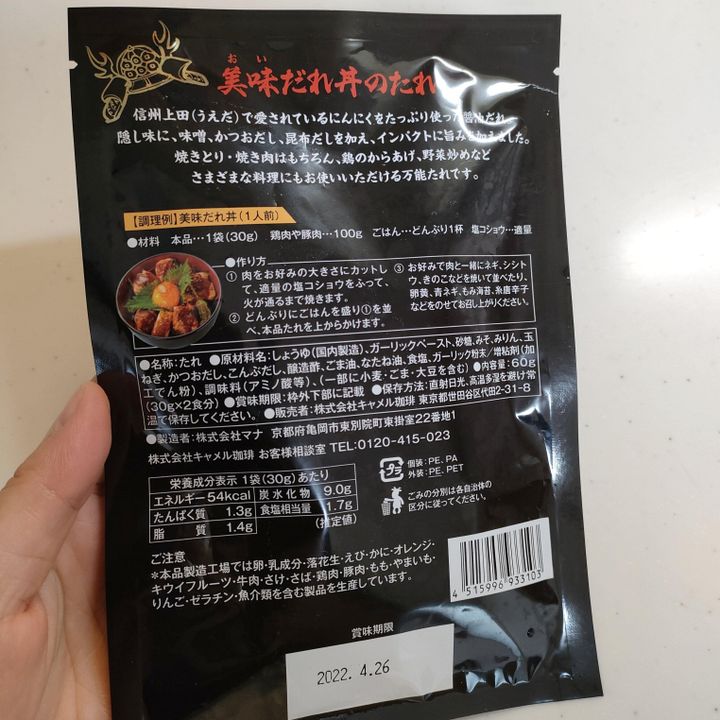 おい
美味だれ丼のたれ
信州上田(うえだ)で愛されているにんにくをたっぷり使った醤油だれ。
隠し味に、味噌、かつおだし、昆布だしを加え、インパクトに旨みを加えました。
焼きとり・焼き肉はもちろん、鶏のからあげ、野菜炒めなど
さまざまな料理にもお使いいただける万能たれです。
【調理例】美味だれ丼(1人前)
●材料 本品…1袋(30g) 鶏肉や豚肉…100g ごはん…どんぶり1杯 塩コショウ…適量
●作り方
① 肉をお好みの大きさにカットし
て、適量の塩コショウをふって、
火が通るまで焼きます。
② どんぶりにごはんを盛り①を並
べ、本品たれを上からかけます。
③ お好みで肉と一緒にネギ、シシト
ウ、きのこなどを焼いて並べたり、
卵黄、青ネギ、もみ海苔、糸唐辛子
などをのせてお召し上がりください。
●名称:たれ ●原材料名:しょうゆ(国内製造)、ガーリックペースト、砂糖、みそ、みりん、玉
ねぎ、かつおだし、こんぶだし、醸造酢、ごま油、なたね油、食塩、ガーリック粉末/増粘剤(加
工でん粉)、調味料(アミノ酸等)、(一部に小麦・ごま・大豆を含む) ●内容量:60g
(30g×2食分) ●賞味期限:枠外下部に記載 ●保存方法:直射日光、高温多湿を避け常
温で保存してください。 ●販売者:株式会社キャメル珈琲 東京都世田谷区代田2-31-8
●製造者:株式会社マナ 京都府亀岡市東別院町東掛室22番地1
株式会社キャメル珈琲 お客様相談室 TEL:0120-415-023
栄養成分表示 1袋(30g)あたり
エネルギー 54kcal 炭水化物 9.0g
たんぱく質 1.3g 食塩相当量 1.7g
脂質 1.4g (推定値)
プラ
個装:PE、PA
外装:PE、PET
ごみの分別は各自治体の
区分に従ってください。
ご注意
*本品製造工場では卵・乳成分・落花生・えび・かに・オレンジ・
キウイフルーツ・牛肉・さけ・さば・鶏肉・豚肉・もも・やまいも・
りんご・ゼラチン・魚介類を含む製品を生産しています。
4 515996 933103
賞味期限
2022. 4.26